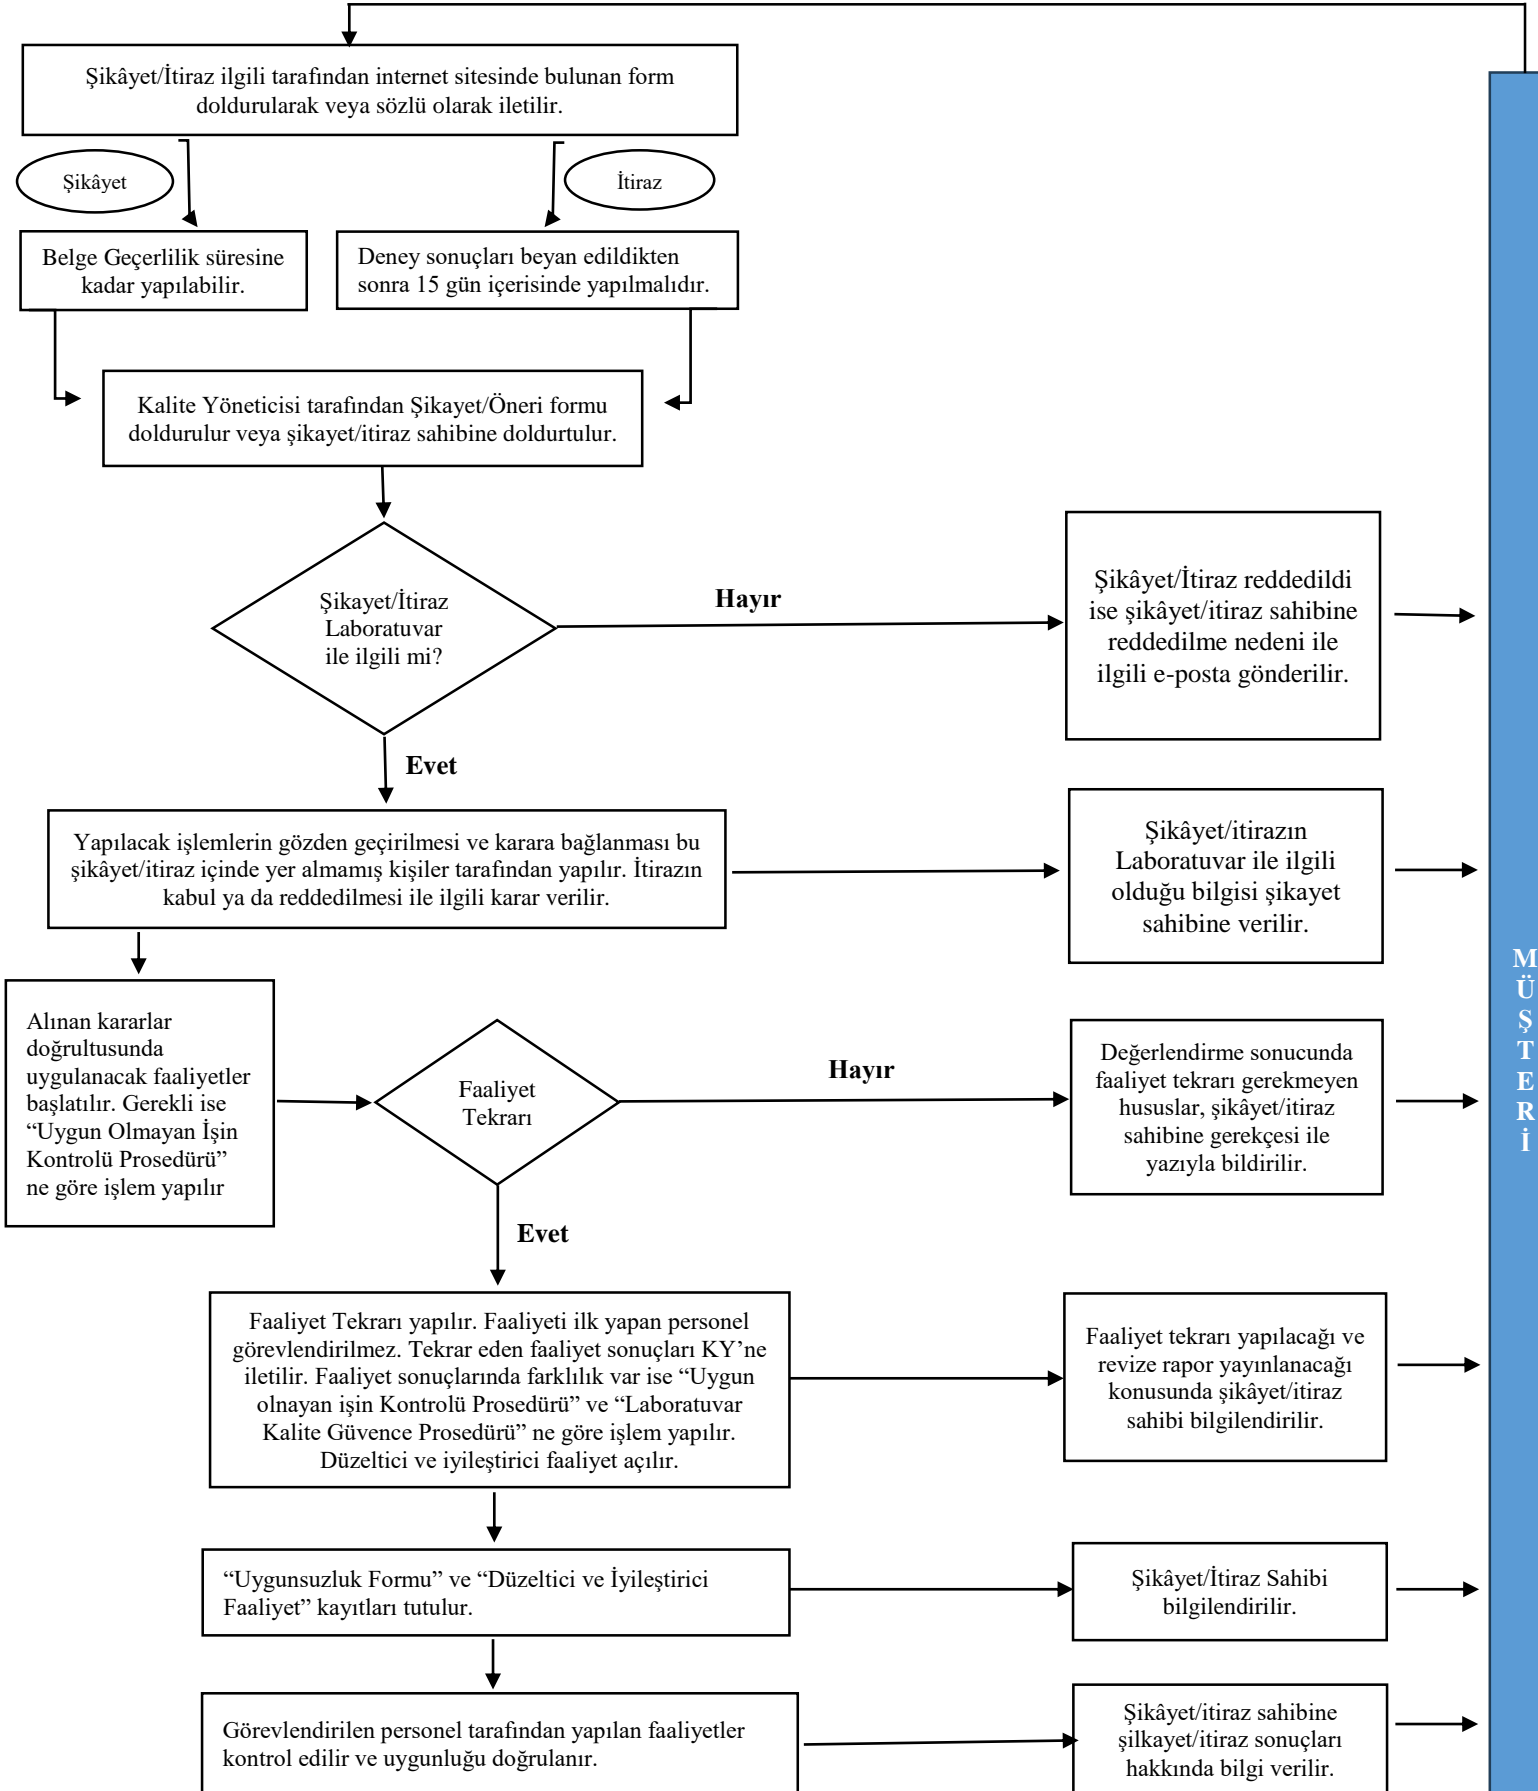 Şikâyet/İtiraz ilgili tarafından internet sitesinde bulunan form
doldurularak veya sözlü olarak iletilir.
Şikâyet
İtiraz
Belge Geçerlilik süresine
kadar yapılabilir.
Deney sonuçları beyan edildikten
sonra 15 gün içerisinde yapılmalıdır.
Kalite Yöneticisi tarafından Şikayet/Öneri formu
doldurulur veya şikayet/itiraz sahibine doldurtulur.
Şikayet/İtiraz
Laboratuvar
ile ilgili mi?
Hayır
Şikâyet/İtiraz reddedildi
ise şikâyet/itiraz sahibine
reddedilme nedeni ile
ilgili e-posta gönderilir.
Evet
Yapılacak işlemlerin gözden geçirilmesi ve karara bağlanması bu
şikâyet/itiraz içinde yer almamış kişiler tarafından yapılır. İtirazın
kabul ya da reddedilmesi ile ilgili karar verilir.
Şikâyet/itirazın
Laboratuvar ile ilgili
olduğu bilgisi şikayet
sahibine verilir.
Alınan kararlar
doğrultusunda
uygulanacak faaliyetler
başlatılır. Gerekli ise
“Uygun Olmayan İşin
Kontrolü Prosedürü”
ne göre işlem yapılır
Faaliyet
Tekrarı
Hayır
Değerlendirme sonucunda
faaliyet tekrarı gerekmeyen
hususlar, şikâyet/itiraz
sahibine gerekçesi ile
yazıyla bildirilir.
Evet
Faaliyet Tekrarı yapılır. Faaliyeti ilk yapan personel
görevlendirilmez. Tekrar eden faaliyet sonuçları KY’ne
iletilir. Faaliyet sonuçlarında farklılık var ise “Uygun
olnayan işin Kontrolü Prosedürü” ve “Laboratuvar
Kalite Güvence Prosedürü” ne göre işlem yapılır.
Düzeltici ve iyileştirici faaliyet açılır.
Faaliyet tekrarı yapılacağı ve
revize rapor yayınlanacağı
konusunda şikâyet/itiraz
sahibi bilgilendirilir.
“Uygunsuzluk Formu” ve “Düzeltici ve İyileştirici
Faaliyet” kayıtları tutulur.
Şikâyet/İtiraz Sahibi
bilgilendirilir.
Görevlendirilen personel tarafından yapılan faaliyetler
kontrol edilir ve uygunluğu doğrulanır.
Şikâyet/itiraz sahibine
şilkayet/itiraz sonuçları
hakkında bilgi verilir.
M
Ü
Ş
T
E
R
İ